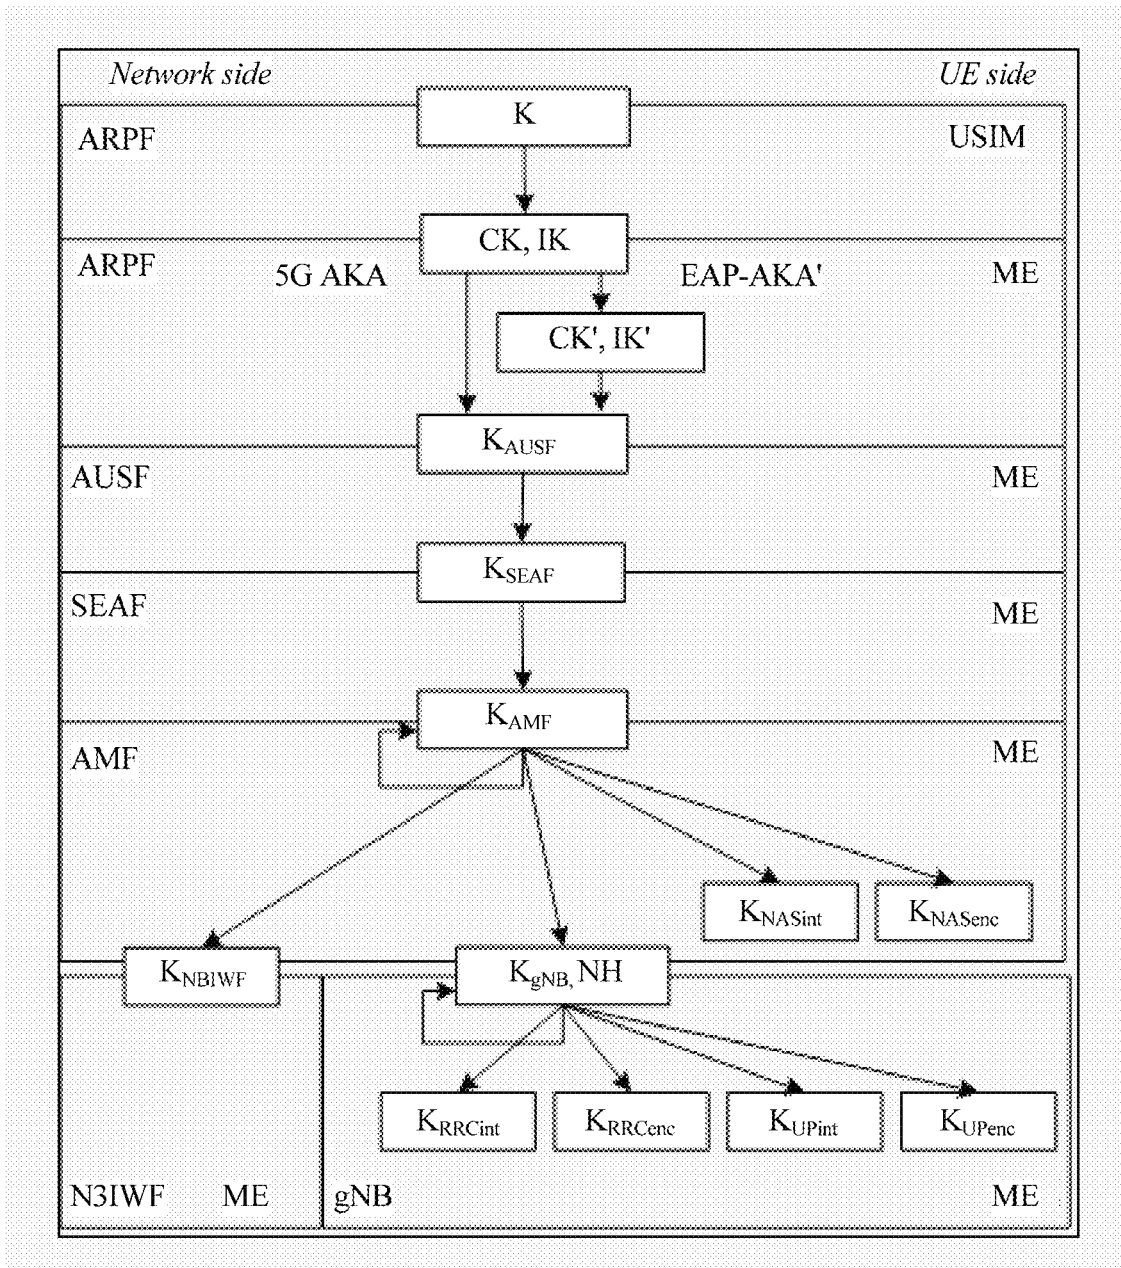 Network side UE side
K
ARPF USIM
CK, IK
ARPF 5G AKA EAP-AKA' ME
CK', IK'
KAUSF
AUSF ME
KSEAF
SEAF ME
KAMF
AMF ME
KNASint KNASenc
KNBIWF KgNB, NH
KRRCint KRRCenc KUPint KUPenc
N3IWF ME gNB ME